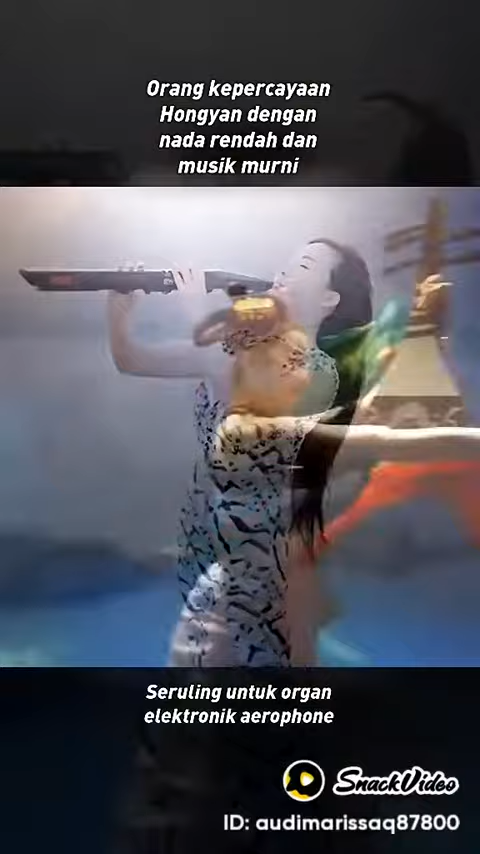 Orang kepercayaan
Hongyan dengan
nada rendah dan
musik murni
Seruling untuk organ
elektronik aerophone
SnackVideo
ID: audimarissaq87800